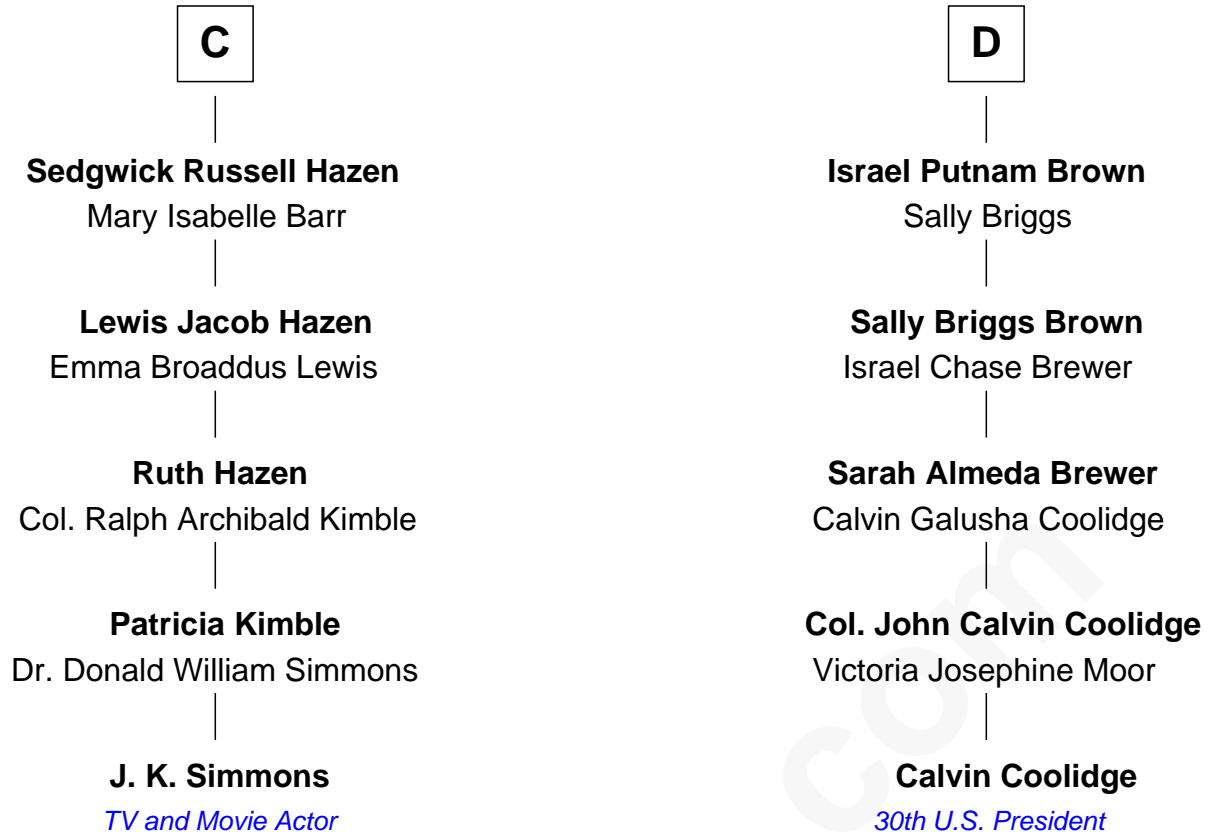 C
Sedgwick Russell Hazen
Mary Isabelle Barr
Lewis Jacob Hazen
Emma Broaddus Lewis
Ruth Hazen
Col. Ralph Archibald Kimble
Patricia Kimble
Dr. Donald William Simmons
J. K. Simmons
TV and Movie Actor
D
Israel Putnam Brown
Sally Briggs
Sally Briggs Brown
Israel Chase Brewer
Sarah Almeda Brewer
Calvin Galusha Coolidge
Col. John Calvin Coolidge
Victoria Josephine Moor
Calvin Coolidge
30th U.S. President
com